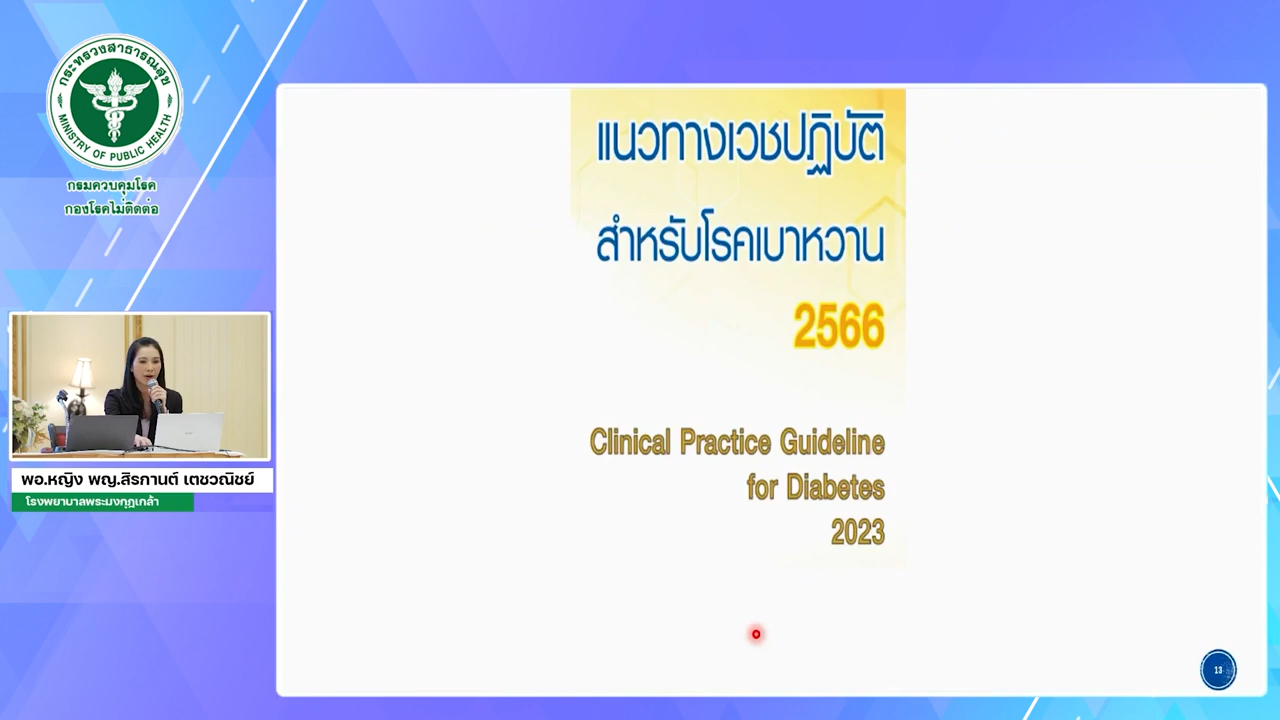 กระทรวงสาธารณสุข
MINISTRY OF PUBLIC HEALTH
กรมควบคุมโรค
กองโรคไม่ติดต่อ
พอ.หญิง พญ.สิรกานต์ เตชวณิชย์
โรงพยาบาลพระมงกุฎเกล้า
แนวทางเวชปฏิบัติ
สำหรับโรคเบาหวาน
2566
Clinical Practice Guideline
for Diabetes
2023
13